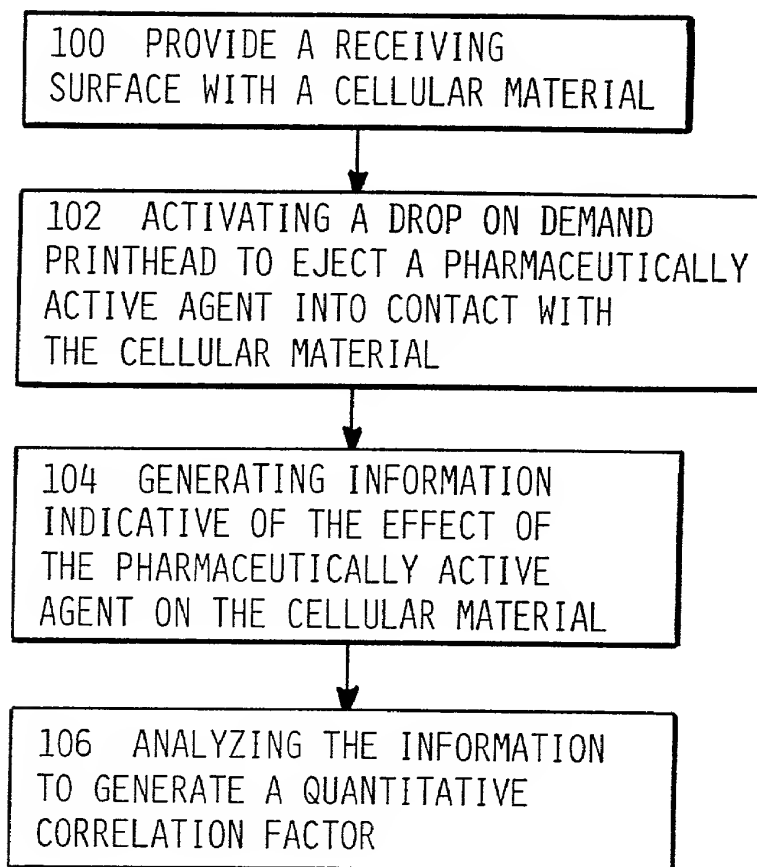 100 PROVIDE A RECEIVING
SURFACE WITH A CELLULAR MATERIAL
102 ACTIVATING A DROP ON DEMAND
PRINTHEAD TO EJECT A PHARMACEUTICALLY
ACTIVE AGENT INTO CONTACT WITH
THE CELLULAR MATERIAL
104 GENERATING INFORMATION
INDICATIVE OF THE EFFECT OF
THE PHARMACEUTICALLY ACTIVE
AGENT ON THE CELLULAR MATERIAL
106 ANALYZING THE INFORMATION
TO GENERATE A QUANTITATIVE
CORRELATION FACTOR